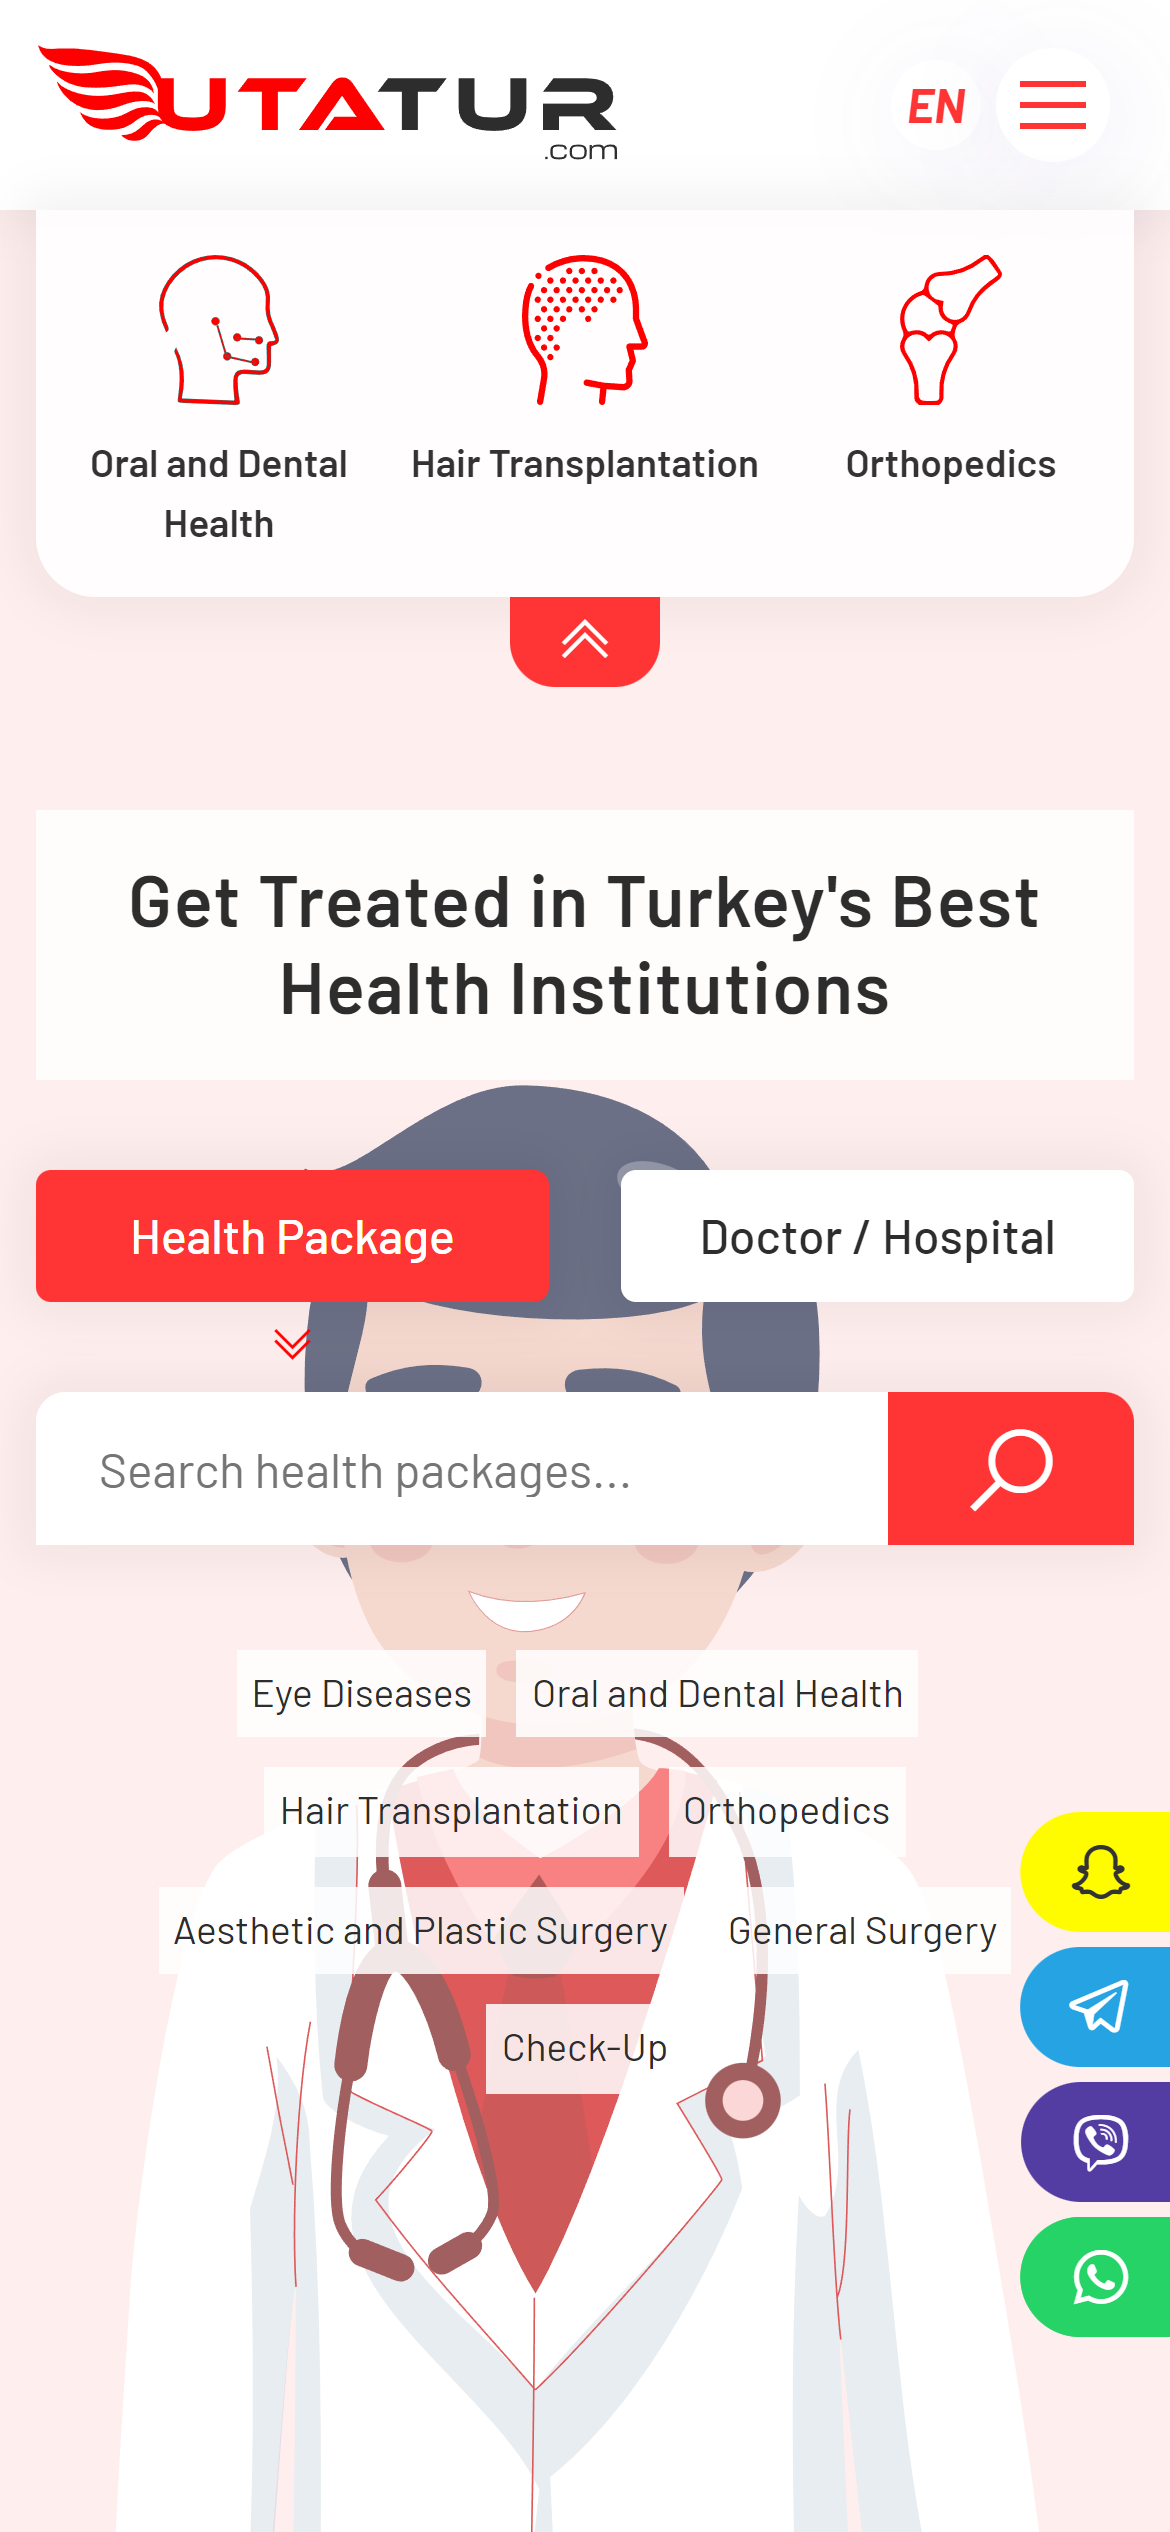 UTATUR
.com
EN
Oral and Dental
Health
Hair Transplantation
Orthopedics
Get Treated in Turkey's Best
Health Institutions
Health Package
Doctor / Hospital
Search health packages...
Eye Diseases
Oral and Dental Health
Hair Transplantation
Orthopedics
Aesthetic and Plastic Surgery
General Surgery
Check-Up